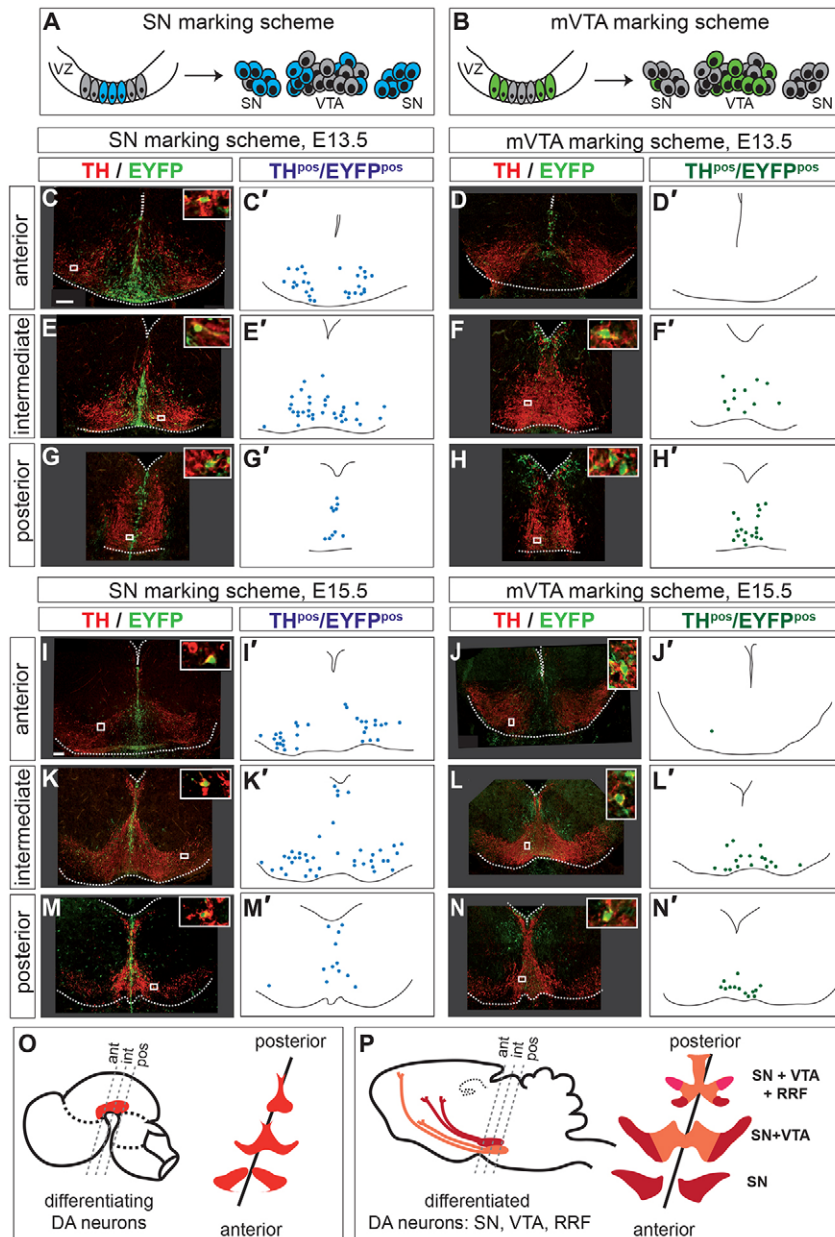 A SN marking scheme
VZ
SN
VTA
SN
B mVTA marking scheme
VZ
SN
VTA
SN
SN marking scheme, E13.5
mVTA marking scheme, E13.5
TH / EYFP
THpos/EYFPpos
TH / EYFP
THpos/EYFPpos
anterior
C
C′
D
D′
intermediate
E
E′
F
F′
posterior
G
G′
H
H′
SN marking scheme, E15.5
mVTA marking scheme, E15.5
TH / EYFP
THpos/EYFPpos
TH / EYFP
THpos/EYFPpos
anterior
I
I′
J
J′
intermediate
K
K′
L
L′
posterior
M
M′
N
N′
O
ant
int
pos
posterior
differentiating
DA neurons
anterior
P
ant
int
pos
posterior
SN + VTA
+ RRF
SN+VTA
SN
differentiated
DA neurons: SN, VTA, RRF
anterior